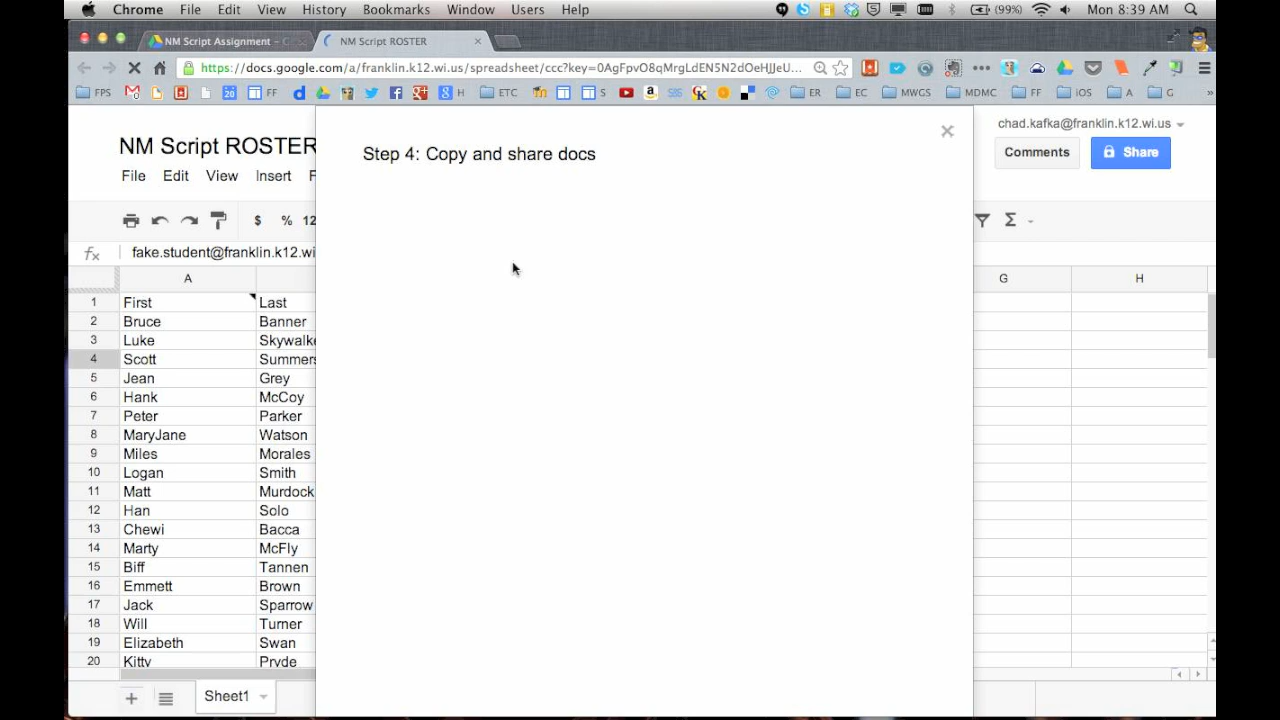 Chrome File Edit View History Bookmarks Window Users Help (99%) Mon 8:39 AM
NM Script Assignment - G
NM Script ROSTER
https://docs.google.com/a/franklin.k12.wi.us/spreadsheet/ccc?key=0AgFpvO8qMrgLdEN5N2dOeHJJeU...
FPS 20 FF H ETC S ER EC MWGS MDMC FF iOS A G »
NM Script ROSTER
chad.kafka@franklin.k12.wi.us
Comments Share
File Edit View Insert F
Step 4: Copy and share docs
$ % 12 Σ
fx fake.student@franklin.k12.wi
A G H
1 First Last
2 Bruce Banner
3 Luke Skywalke
4 Scott Summers
5 Jean Grey
6 Hank McCoy
7 Peter Parker
8 MaryJane Watson
9 Miles Morales
10 Logan Smith
11 Matt Murdock
12 Han Solo
13 Chewi Bacca
14 Marty McFly
15 Biff Tannen
16 Emmett Brown
17 Jack Sparrow
18 Will Turner
19 Elizabeth Swan
20 Kitty Pryde
Sheet1